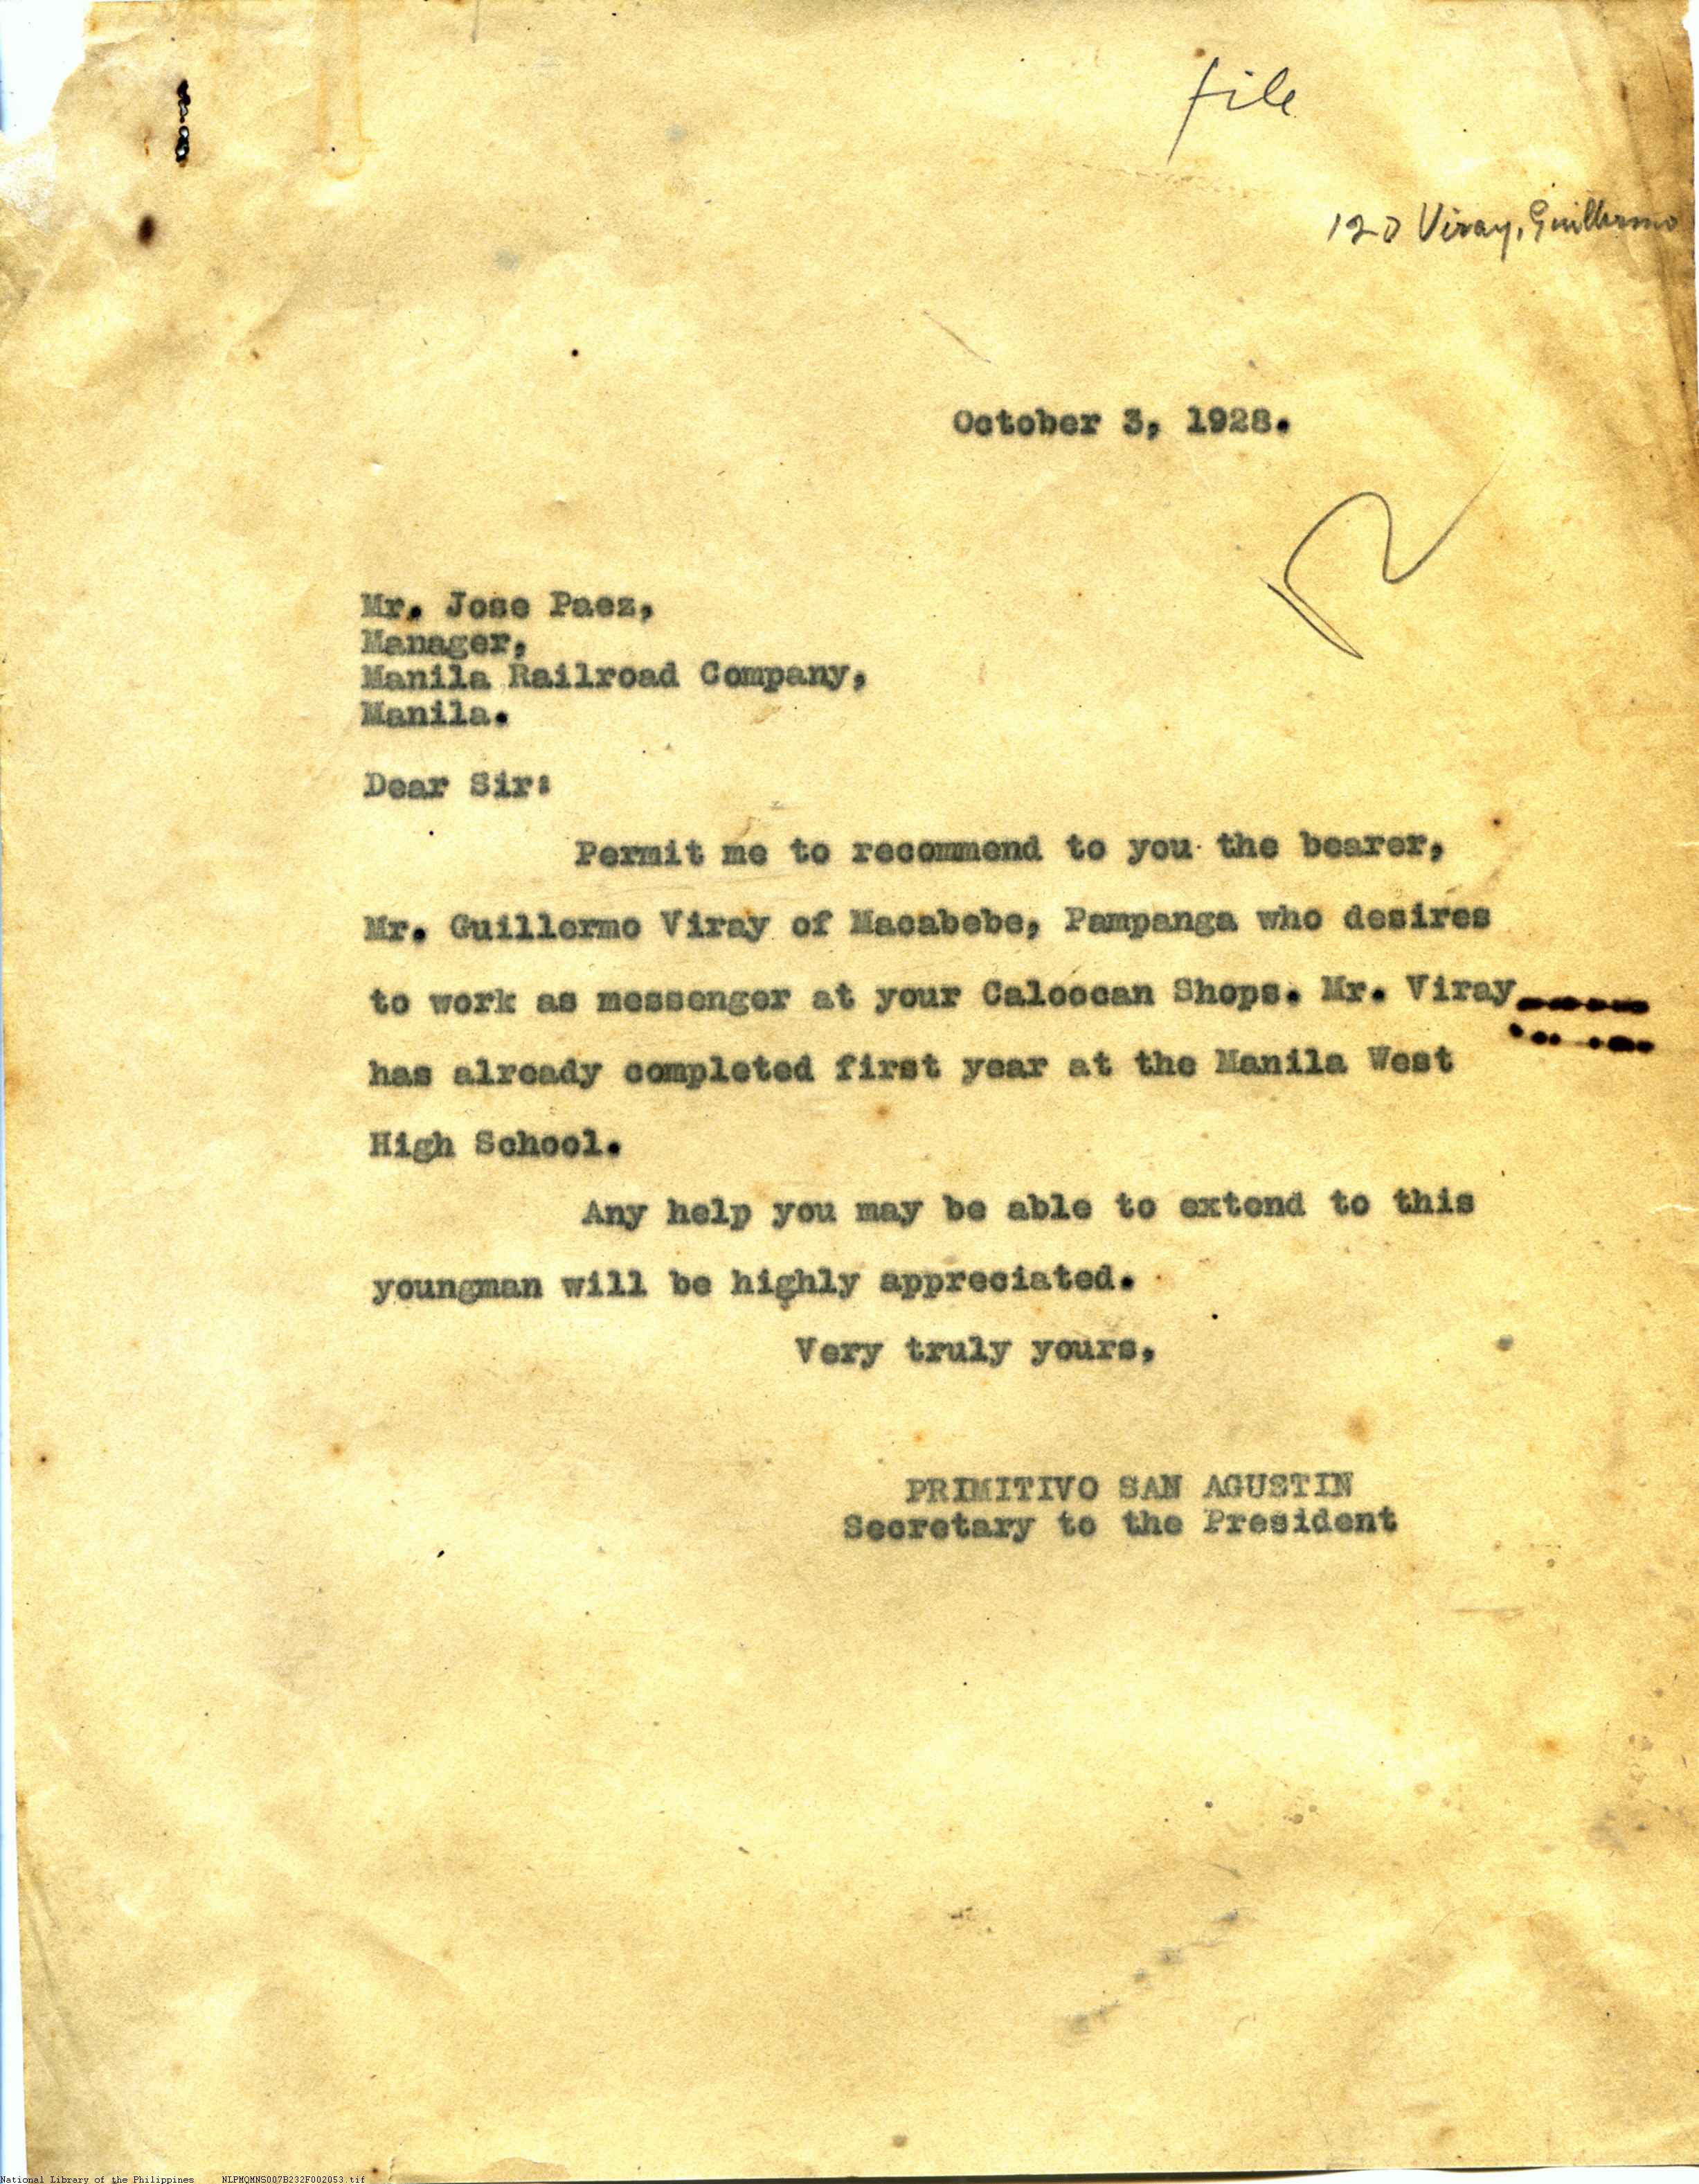 file
120 Viray, Guillermo
October 3, 1928.
Mr. Jose Paez,
Manager,
Manila Railroad Company,
Manila.
Dear Sir:
Permit me to recommend to you the bearer,
Mr. Guillermo Viray of Macabebe, Pampanga who desires
to work as messenger at your Caloocan Shops. Mr. Viray
has already completed first year at the Manila West
High School.
Any help you may be able to extend to this
youngman will be highly appreciated.
Very truly yours,
PRIMITIVO SAN AGUSTIN
Secretary to the President
National Library of the Philippines NLPMQMNS007B232F002053.tif